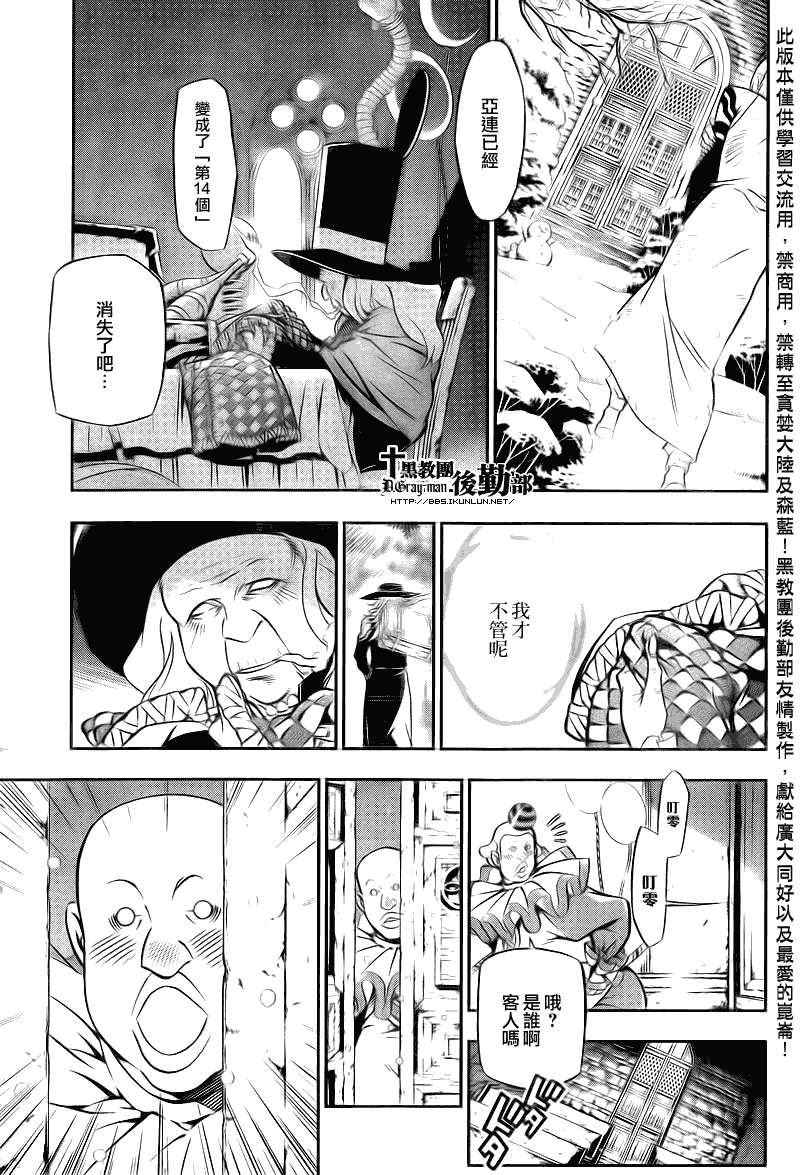 亞連已經
變成了「第14個」
消失了吧…
黑教團
D.Gray-man
後勤部
HTTP://BBS.IKUNLUN.NET/
我才
不管呢
叮零
叮零
哦?
是誰啊
客人嗎
此版本僅供學習交流用，禁商用，禁轉至貪婪大陸及森藍！黑教團後勤部友情製作，獻給廣大同好以及最愛的崑崙！